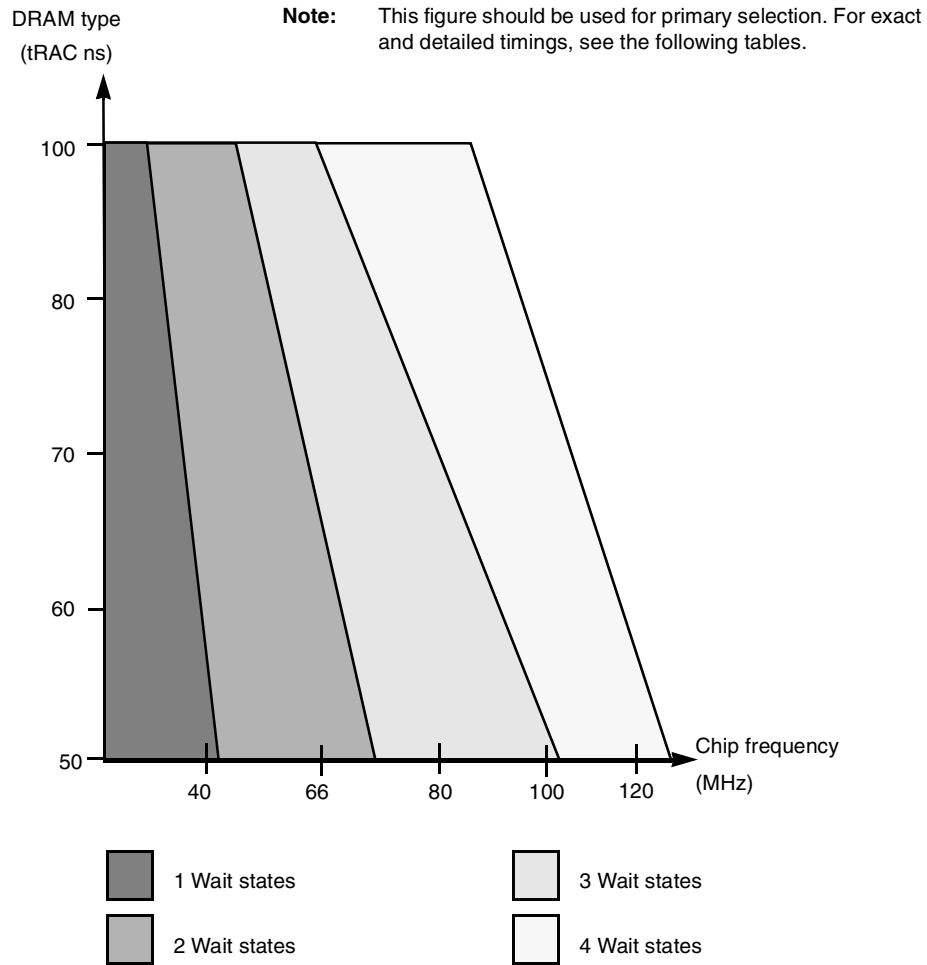 DRAM type
(tRAC ns)
Note: This figure should be used for primary selection. For exact
and detailed timings, see the following tables.
100
80
70
60
50
40 66 80 100 120
Chip frequency
(MHz)
1 Wait states
2 Wait states
3 Wait states
4 Wait states